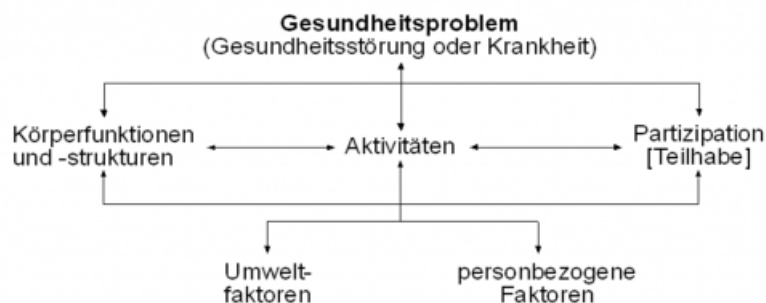 Gesundheitsproblem
(Gesundheitsstörung oder Krankheit)
Körperfunktionen
und -strukturen
Aktivitäten
Partizipation
[Teilhabe]
Umwelt-
faktoren
personbezogene
Faktoren